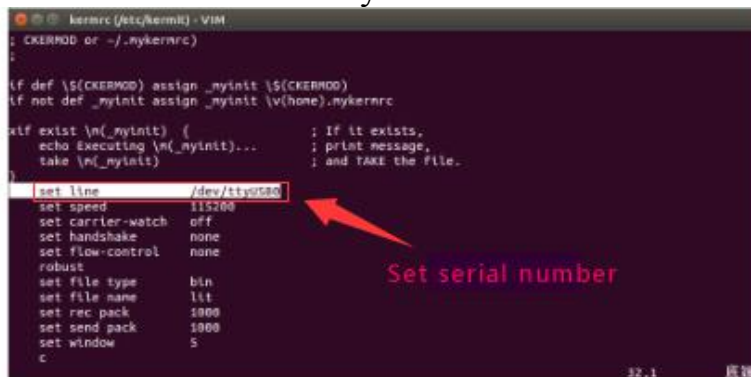 kermrc (/etc/kermit) - VIM
; CKERMOD or ~/.mykermrc)
;
if def \$(CKERMOD) assign _myinit \$(CKERMOD)
if not def _myinit assign _myinit \v(home).mykermrc
xif exist \m(_myinit) { ; If it exists,
echo Executing \m(_myinit)... ; print message,
take \m(_myinit) ; and TAKE the file.
}
set line /dev/ttyUSB0
set speed 115200
set carrier-watch off
set handshake none
set flow-control none
robust
set file type bin
set file name lit
set rec pack 1000
set send pack 1000
set window 5
c
Set serial number
32,1 底端